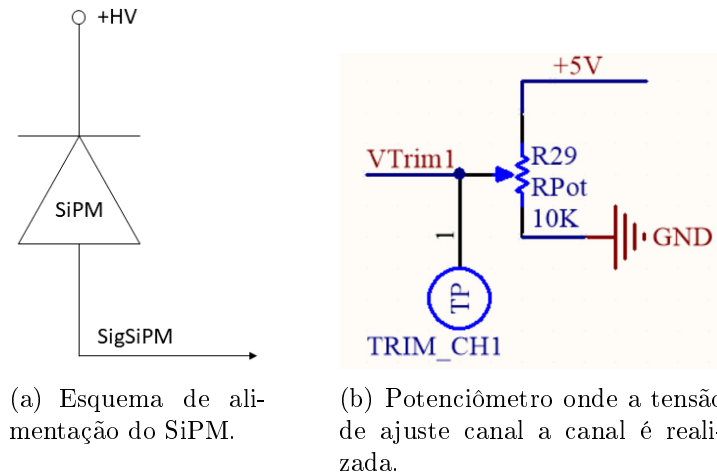 +HV
SiPM
SigSiPM
(a) Esquema de ali-
mentação do SiPM.
+5V
VTrim1
R29
RPot
10K
GND
1
TP
TRIM_CH1
(b) Potenciômetro onde a tensão
de ajuste canal a canal é reali-
zada.